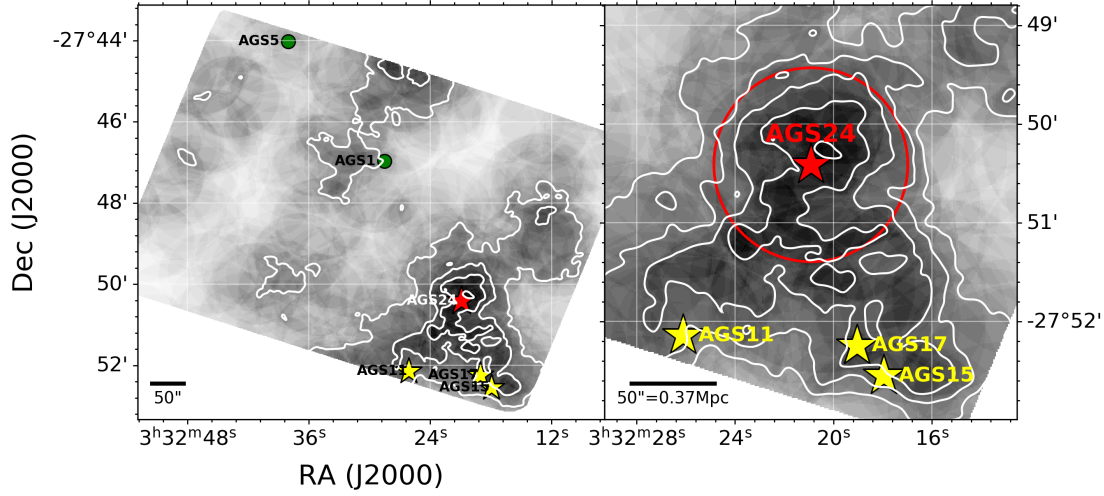 -27°44'
46'
48'
50'
52'
Dec (J2000)
AGS5
AGS1
AGS24
AGS11
AGS17
AGS15
50"
3ʰ32ᵐ48ˢ
36ˢ
24ˢ
12ˢ
RA (J2000)
AGS24
AGS11
AGS17
AGS15
50"=0.37Mpc
49'
50'
51'
-27°52'
3ʰ32ᵐ28ˢ
24ˢ
20ˢ
16ˢ